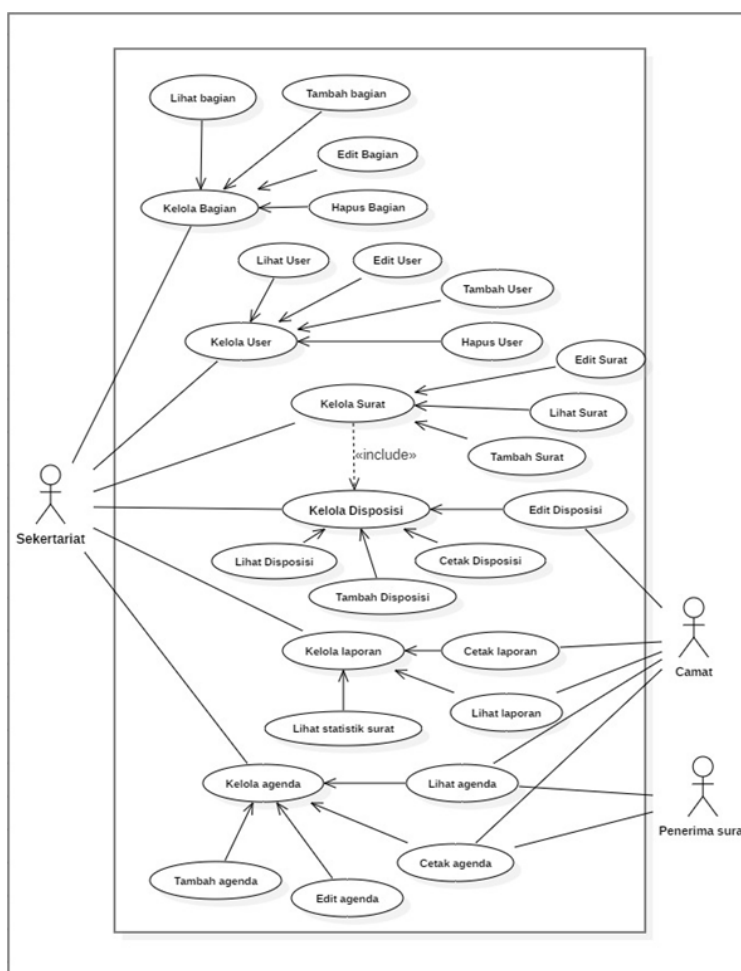 Lihat bagian
Tambah bagian
Edit Bagian
Kelola Bagian
Hapus Bagian
Lihat User
Edit User
Tambah User
Kelola User
Hapus User
Edit Surat
Kelola Surat
Lihat Surat
Tambah Surat
«include»
Kelola Disposisi
Edit Disposisi
Sekertariat
Lihat Disposisi
Cetak Disposisi
Tambah Disposisi
Kelola laporan
Cetak laporan
Camat
Lihat laporan
Lihat statistik surat
Kelola agenda
Lihat agenda
Penerima sura
Cetak agenda
Tambah agenda
Edit agenda